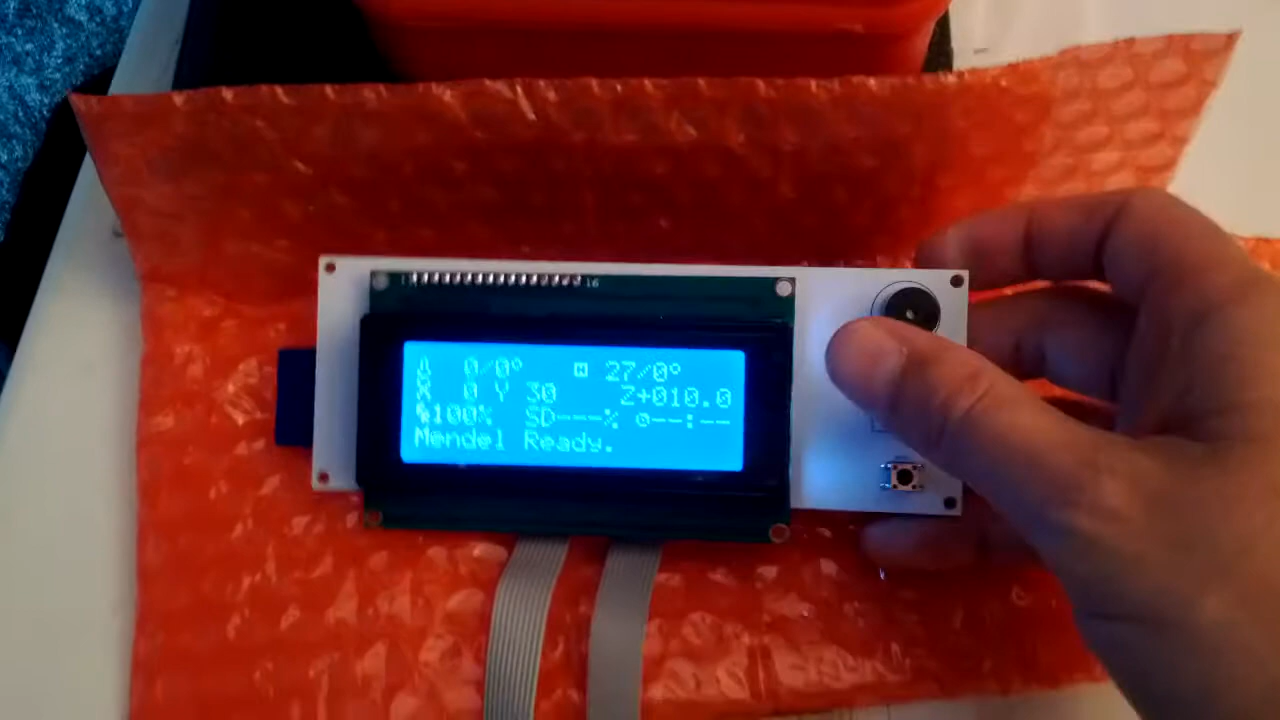 16
0/0° 27/0°
X 0 Y 30 Z+010.0
100% SD---% --:--
Mendel Ready.